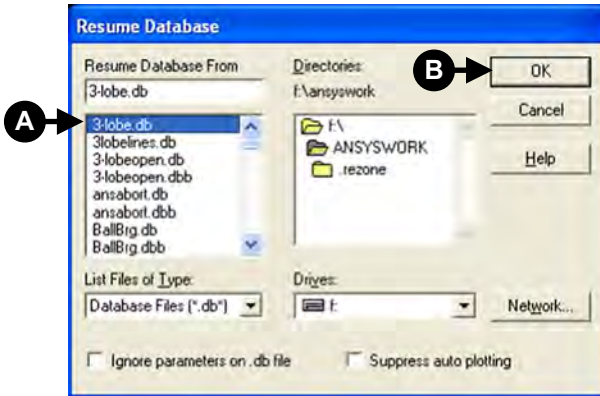 Resume Database
Resume Database From
3-lobe.db
A
3-lobe.db
3lobelines.db
3-lobeopen.db
3-lobeopen.dbb
ansabort.db
ansabort.dbb
BallBrg.db
BallBrg.dbb
List Files of Type:
Database Files (*.db*)
Directories:
f:\ansyswork
f:\
ANSYSWORK
.rezone
Drives:
f:
B
OK
Cancel
Help
Network...
Ignore parameters on .db file
Suppress auto plotting